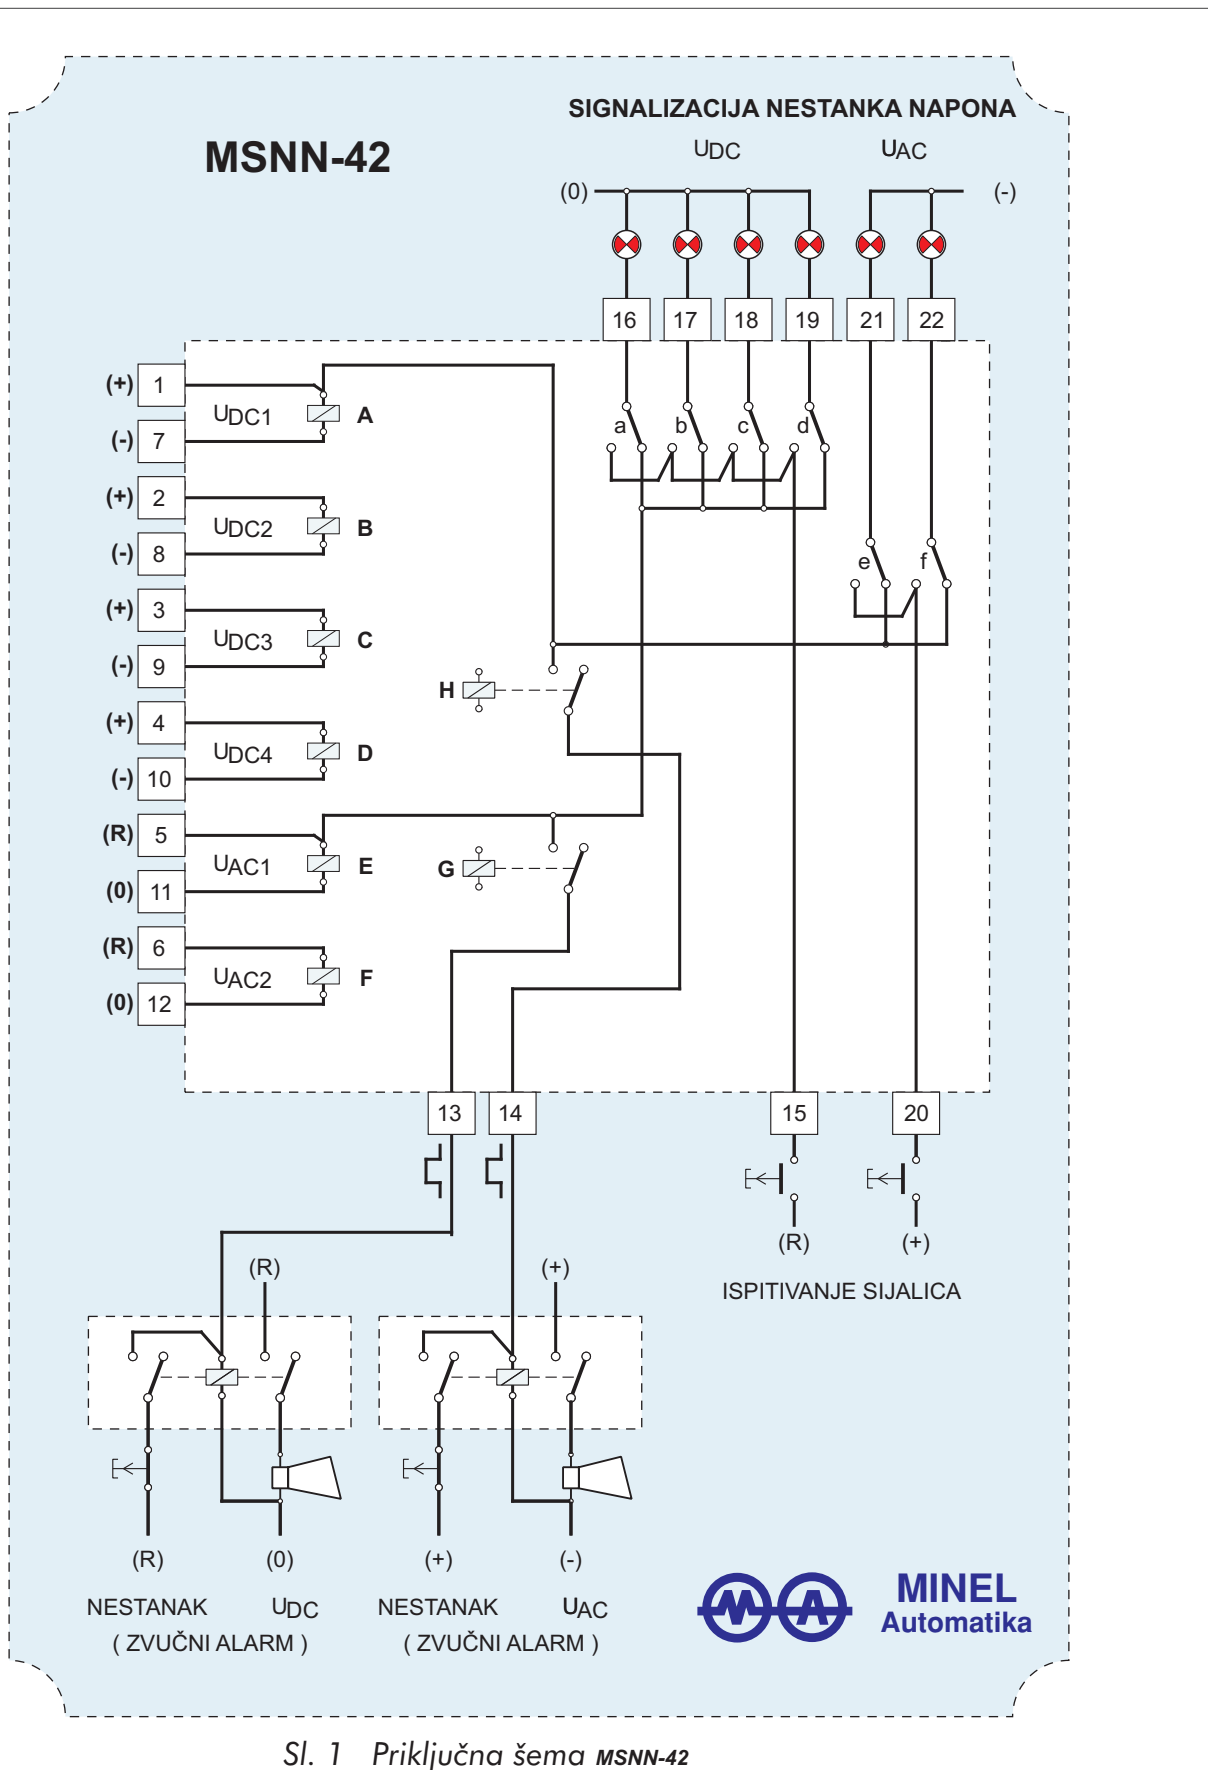 SIGNALIZACIJA NESTANKA NAPONA
MSNN-42
UDC UAC
(0) (-)
16 17 18 19 21 22
(+) 1
UDC1 A
(-) 7
a b c d
(+) 2
UDC2 B
(-) 8
e f
(+) 3
UDC3 C
(-) 9
H
(+) 4
UDC4 D
(-) 10
(R) 5
UAC1 E
G
(0) 11
(R) 6
UAC2 F
(0) 12
13 14 15 20
(R) (+)
(R) (+)
ISPITIVANJE SIJALICA
(R) (0) (+) (-)
NESTANAK UDC NESTANAK UAC
( ZVUČNI ALARM ) ( ZVUČNI ALARM )
MA
MINEL
Automatika
Sl. 1 Priključna šema MSNN-42